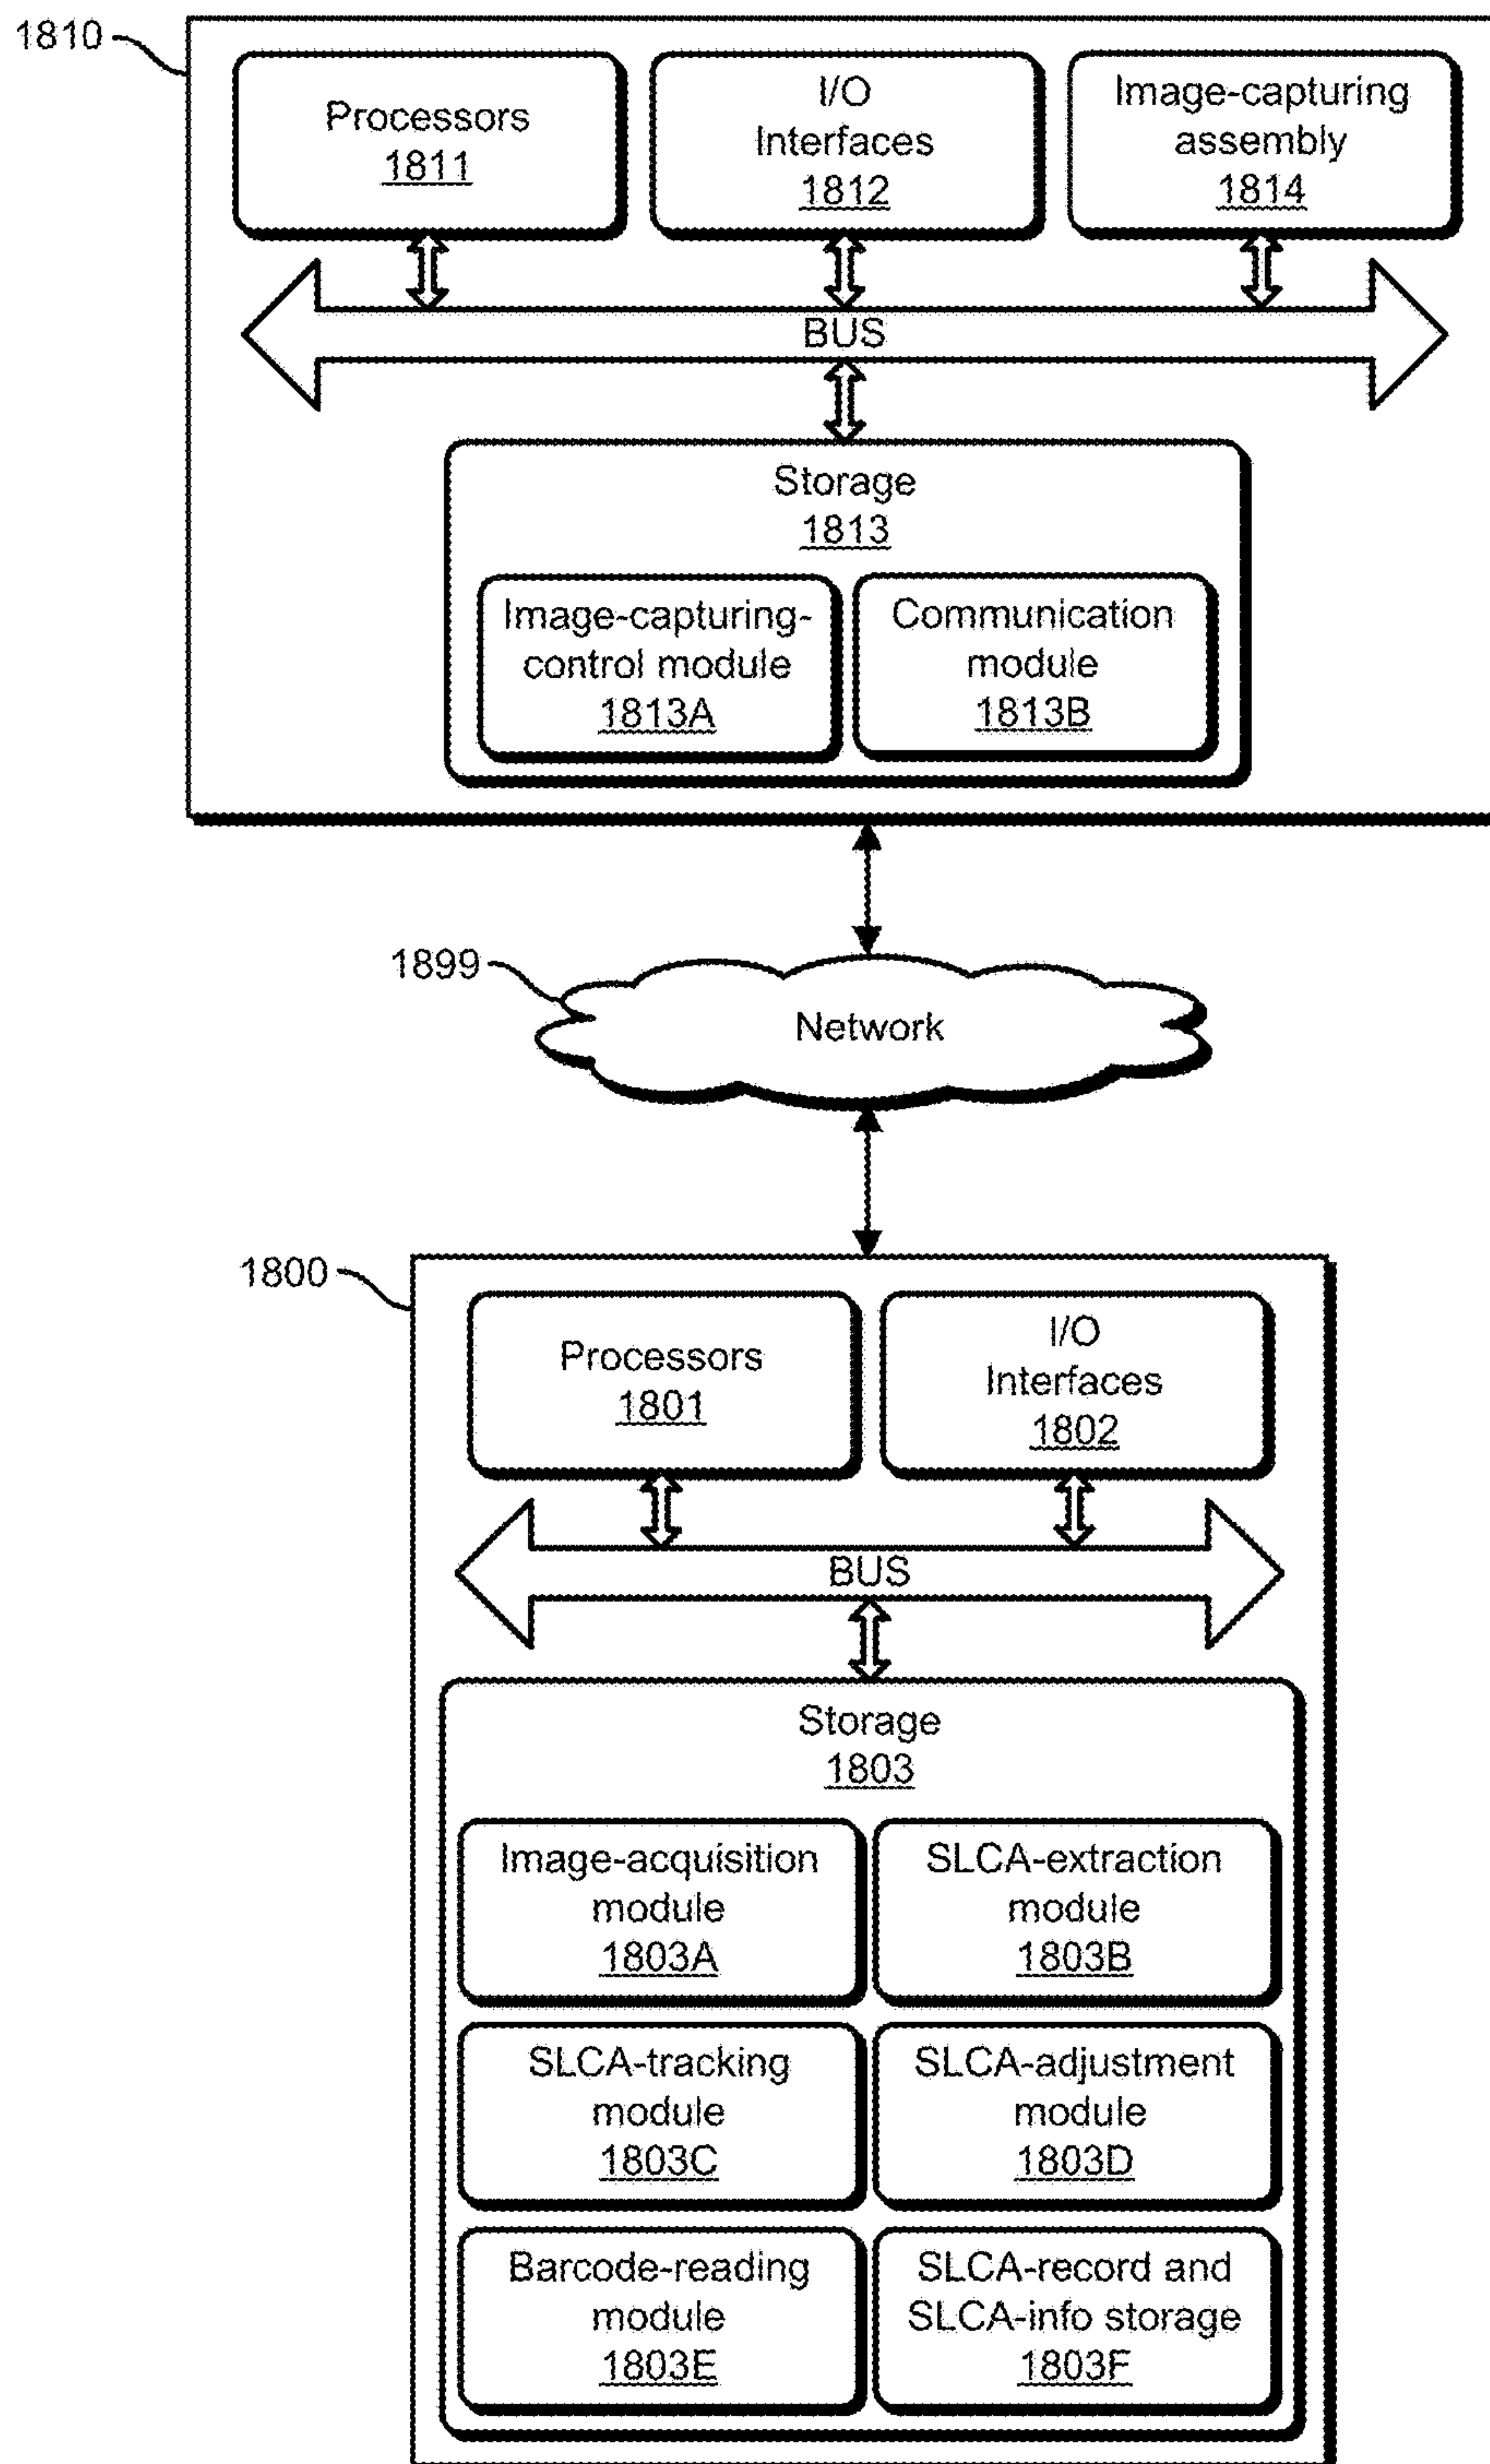 1810
Processors
1811
I/O
Interfaces
1812
Image-capturing
assembly
1814
BUS
Storage
1813
Image-capturing-
control module
1813A
Communication
module
1813B
1899
Network
1800
Processors
1801
I/O
Interfaces
1802
BUS
Storage
1803
Image-acquisition
module
1803A
SLCA-extraction
module
1803B
SLCA-tracking
module
1803C
SLCA-adjustment
module
1803D
Barcode-reading
module
1803E
SLCA-record and
SLCA-info storage
1803F